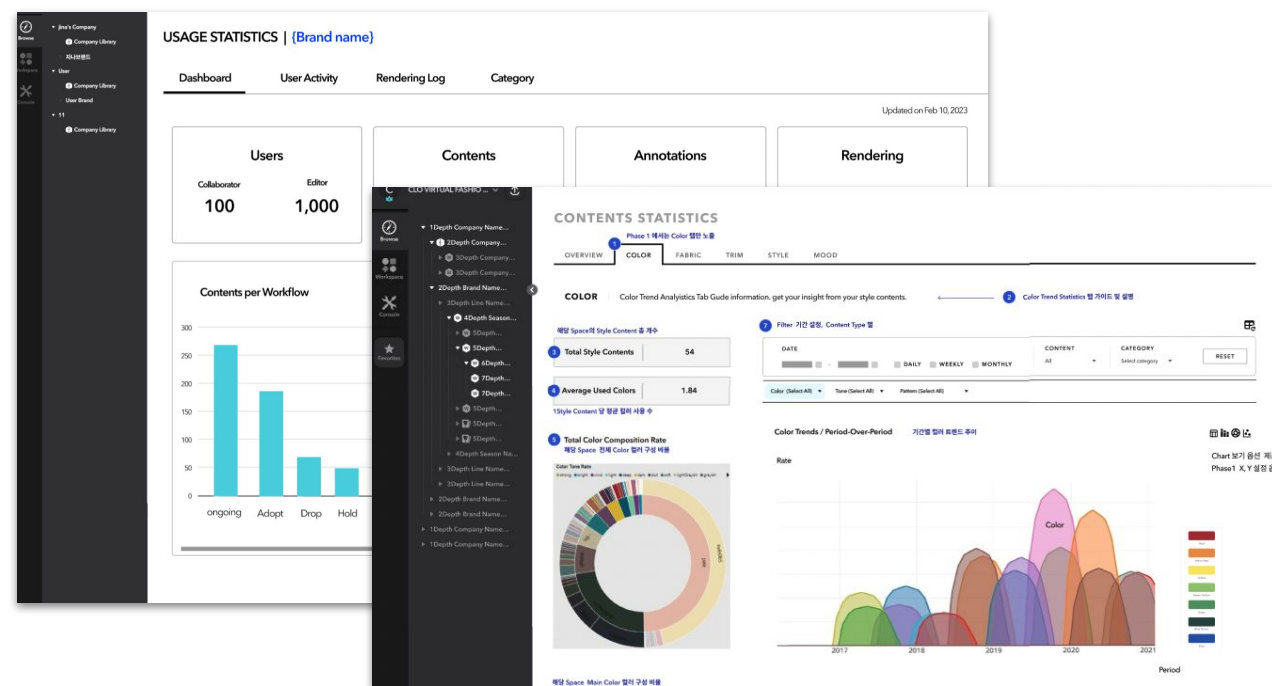 Browse
Workspace
Console
jina's Company
Company Library
지나브랜드
User
Company Library
User Brand
11
Company Library
USAGE STATISTICS | {Brand name}
Dashboard User Activity Rendering Log Category
Updated on Feb 10, 2023
Users
Collaborator Editor
100 1,000
Contents
Annotations
Rendering
Contents per Workflow
300
250
200
150
100
50
0
ongoing Adopt Drop Hold
CLO VIRTUAL FASHIO ...
Browse
Workspace
Console
Favorites
1Depth Company Name...
2Depth Company...
3Depth Company...
3Depth Company...
2Depth Brand Name...
3Depth Line Name...
4Depth Season...
5Depth...
5Depth...
6Depth...
7Depth...
7Depth...
5Depth...
5Depth...
5Depth...
4Depth Season Na...
3Depth Line Name...
3Depth Line Name...
2Depth Brand Name...
2Depth Brand Name...
1Depth Company Name...
1Depth Company Name...
CONTENTS STATISTICS
1 Phase 1 에서는 Color 탭만 노출
OVERVIEW COLOR FABRIC TRIM STYLE MOOD
COLOR Color Trend Analyistics Tab Gude information. get your insight from your style contents.
2 Color Trend Statistics 탭 가이드 및 설명
해당 Space의 Style Content 총 개수
3 Total Style Contents 54
4 Average Used Colors 1.84
1Style Content 당 평균 컬러 사용 수
5 Total Color Composition Rate
해당 Space 전체 Color 컬러 구성 비율
Color Tone Rate
해당 Space Main Color 컬러 구성 비율
7 Filter 기간 설정, Content Type 별
DATE
- DAILY WEEKLY MONTHLY
CONTENT
All
CATEGORY
Select category
RESET
Color (Select All) Tone (Select All) Pattern (Select All)
Color Trends / Period-Over-Period 기간별 컬러 트렌드 추이
Chart 보기 옵션
Phase1 X, Y 설정
Rate
Color
2017 2018 2019 2020 2021
Period